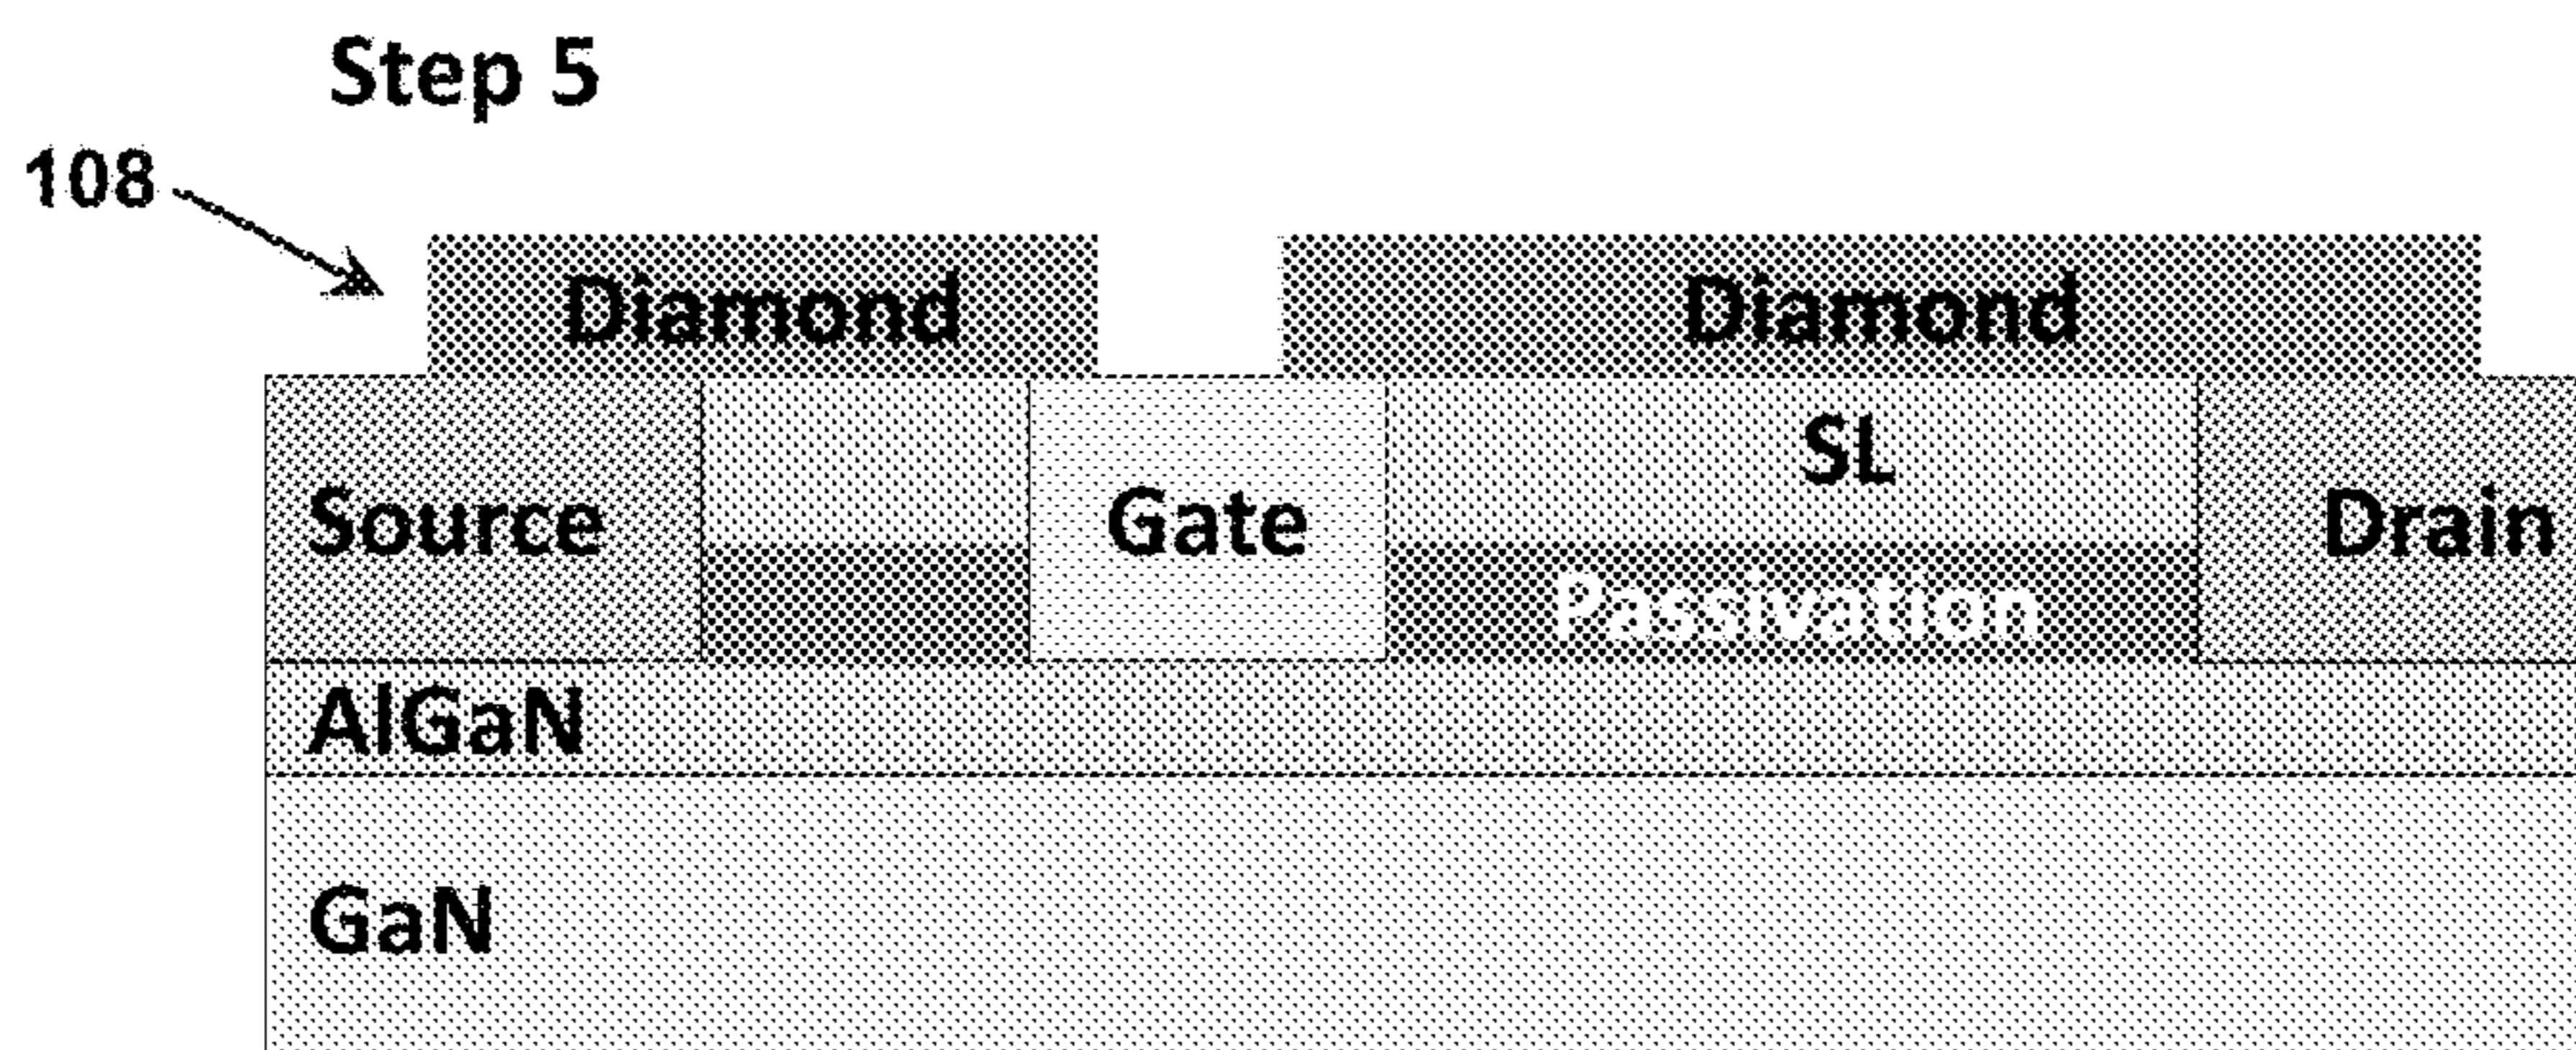 Step 5
108
Diamond
Diamond
SL
Source
Gate
Drain
Passivation
AlGaN
GaN